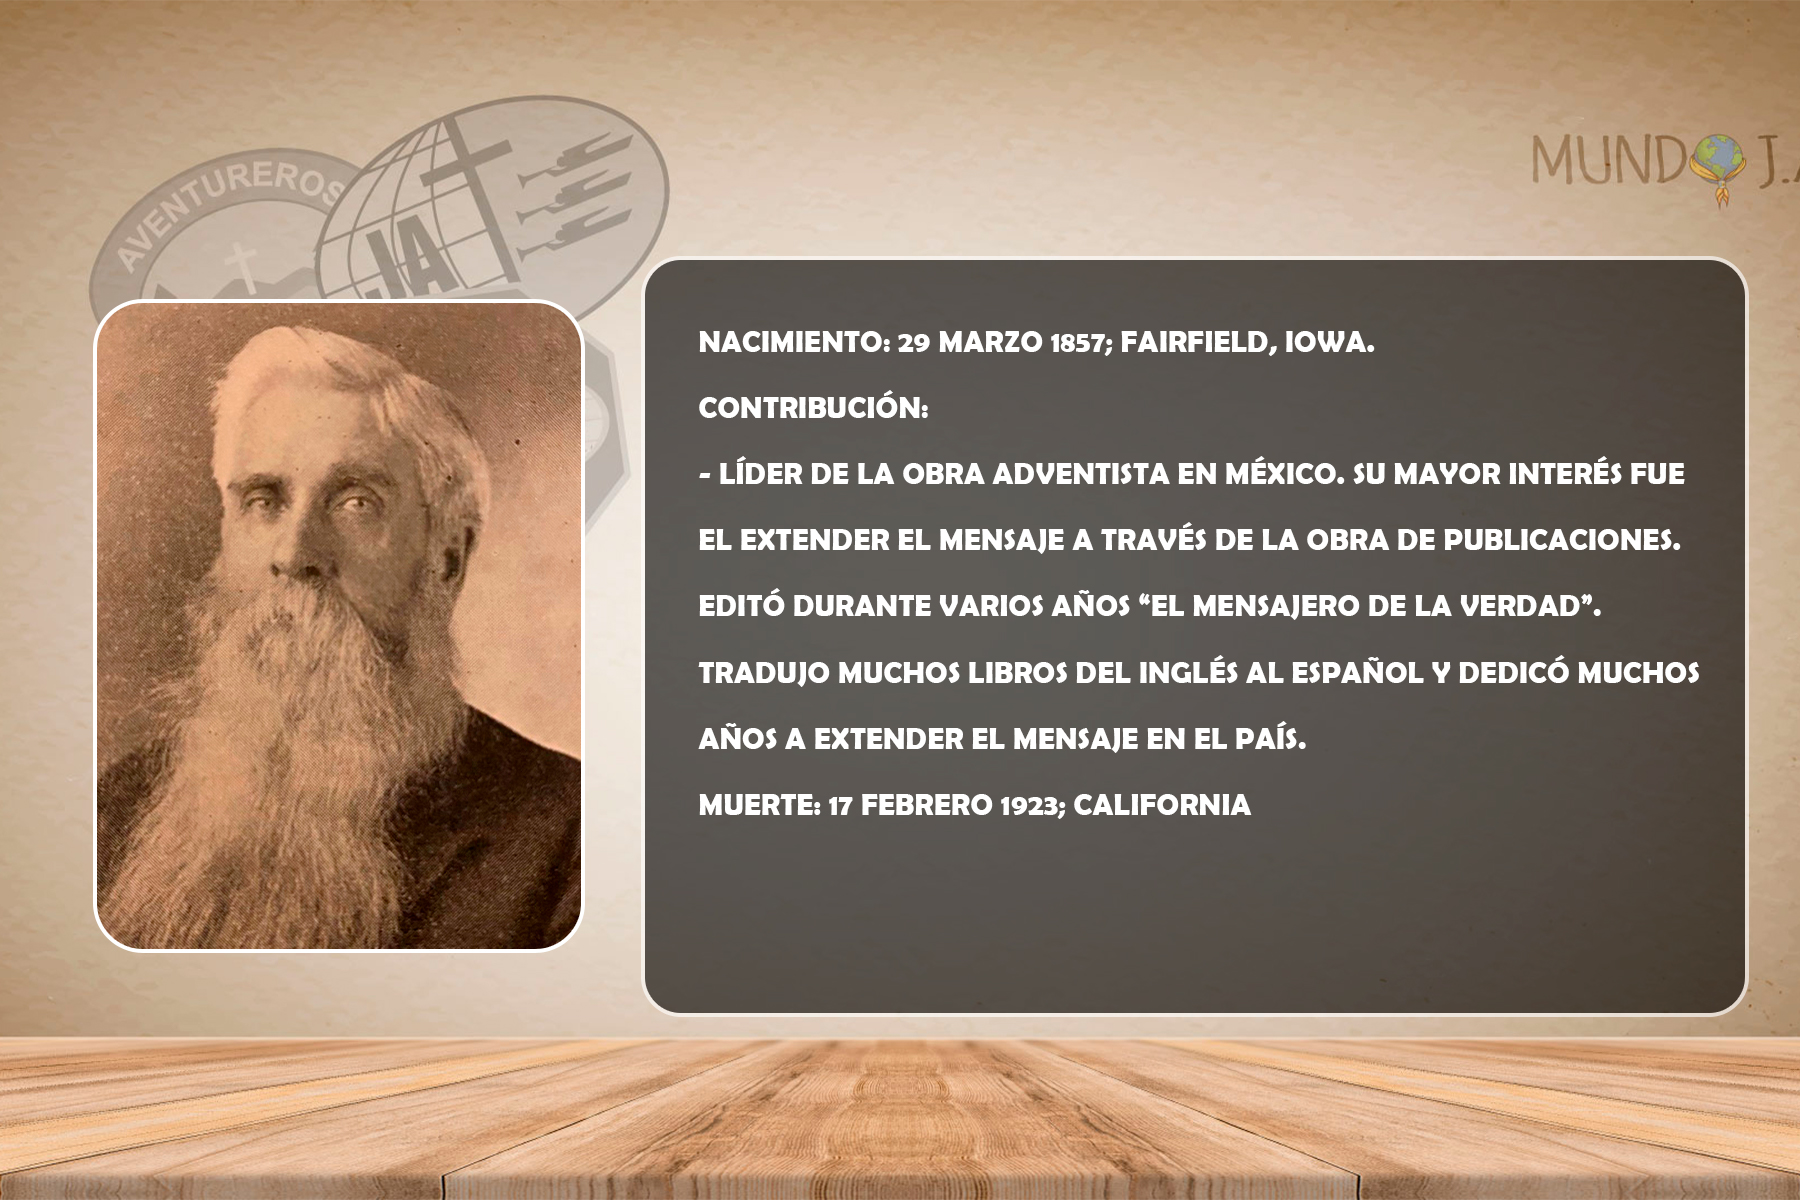 AVENTUREROS
JA
MUNDO J.A
NACIMIENTO: 29 MARZO 1857; FAIRFIELD, IOWA.
CONTRIBUCIÓN:
- LÍDER DE LA OBRA ADVENTISTA EN MÉXICO. SU MAYOR INTERÉS FUE
EL EXTENDER EL MENSAJE A TRAVÉS DE LA OBRA DE PUBLICACIONES.
EDITÓ DURANTE VARIOS AÑOS “EL MENSAJERO DE LA VERDAD”.
TRADUJO MUCHOS LIBROS DEL INGLÉS AL ESPAÑOL Y DEDICÓ MUCHOS
AÑOS A EXTENDER EL MENSAJE EN EL PAÍS.
MUERTE: 17 FEBRERO 1923; CALIFORNIA